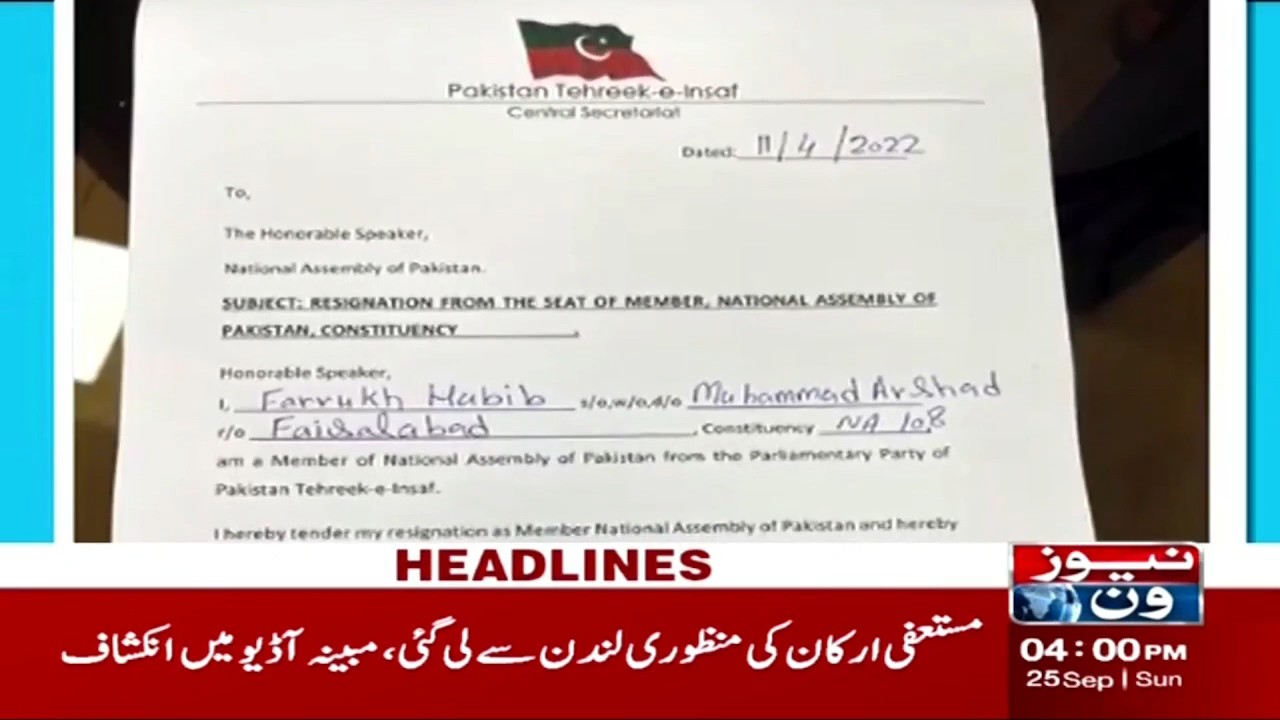 Pakistan Tehreek-e-Insaf
Central Secretariat
Dated: 11/4/2022
To,
The Honorable Speaker,
National Assembly of Pakistan.
SUBJECT: RESIGNATION FROM THE SEAT OF MEMBER, NATIONAL ASSEMBLY OF
PAKISTAN, CONSTITUENCY ____________.
Honorable Speaker,
I, Farrukh Habib s/o,w/o,d/o Muhammad Arshad
r/o Faisalabad, Constituency NA 108
am a Member of National Assembly of Pakistan from the Parliamentary Party of
Pakistan Tehreek-e-Insaf.
I hereby tender my resignation as Member National Assembly of Pakistan and hereby
HEADLINES
نیوز
ون
مستعفی ارکان کی منظوری لندن سے لی گئی، مبینہ آڈیو میں انکشاف
04:00PM
25Sep | Sun